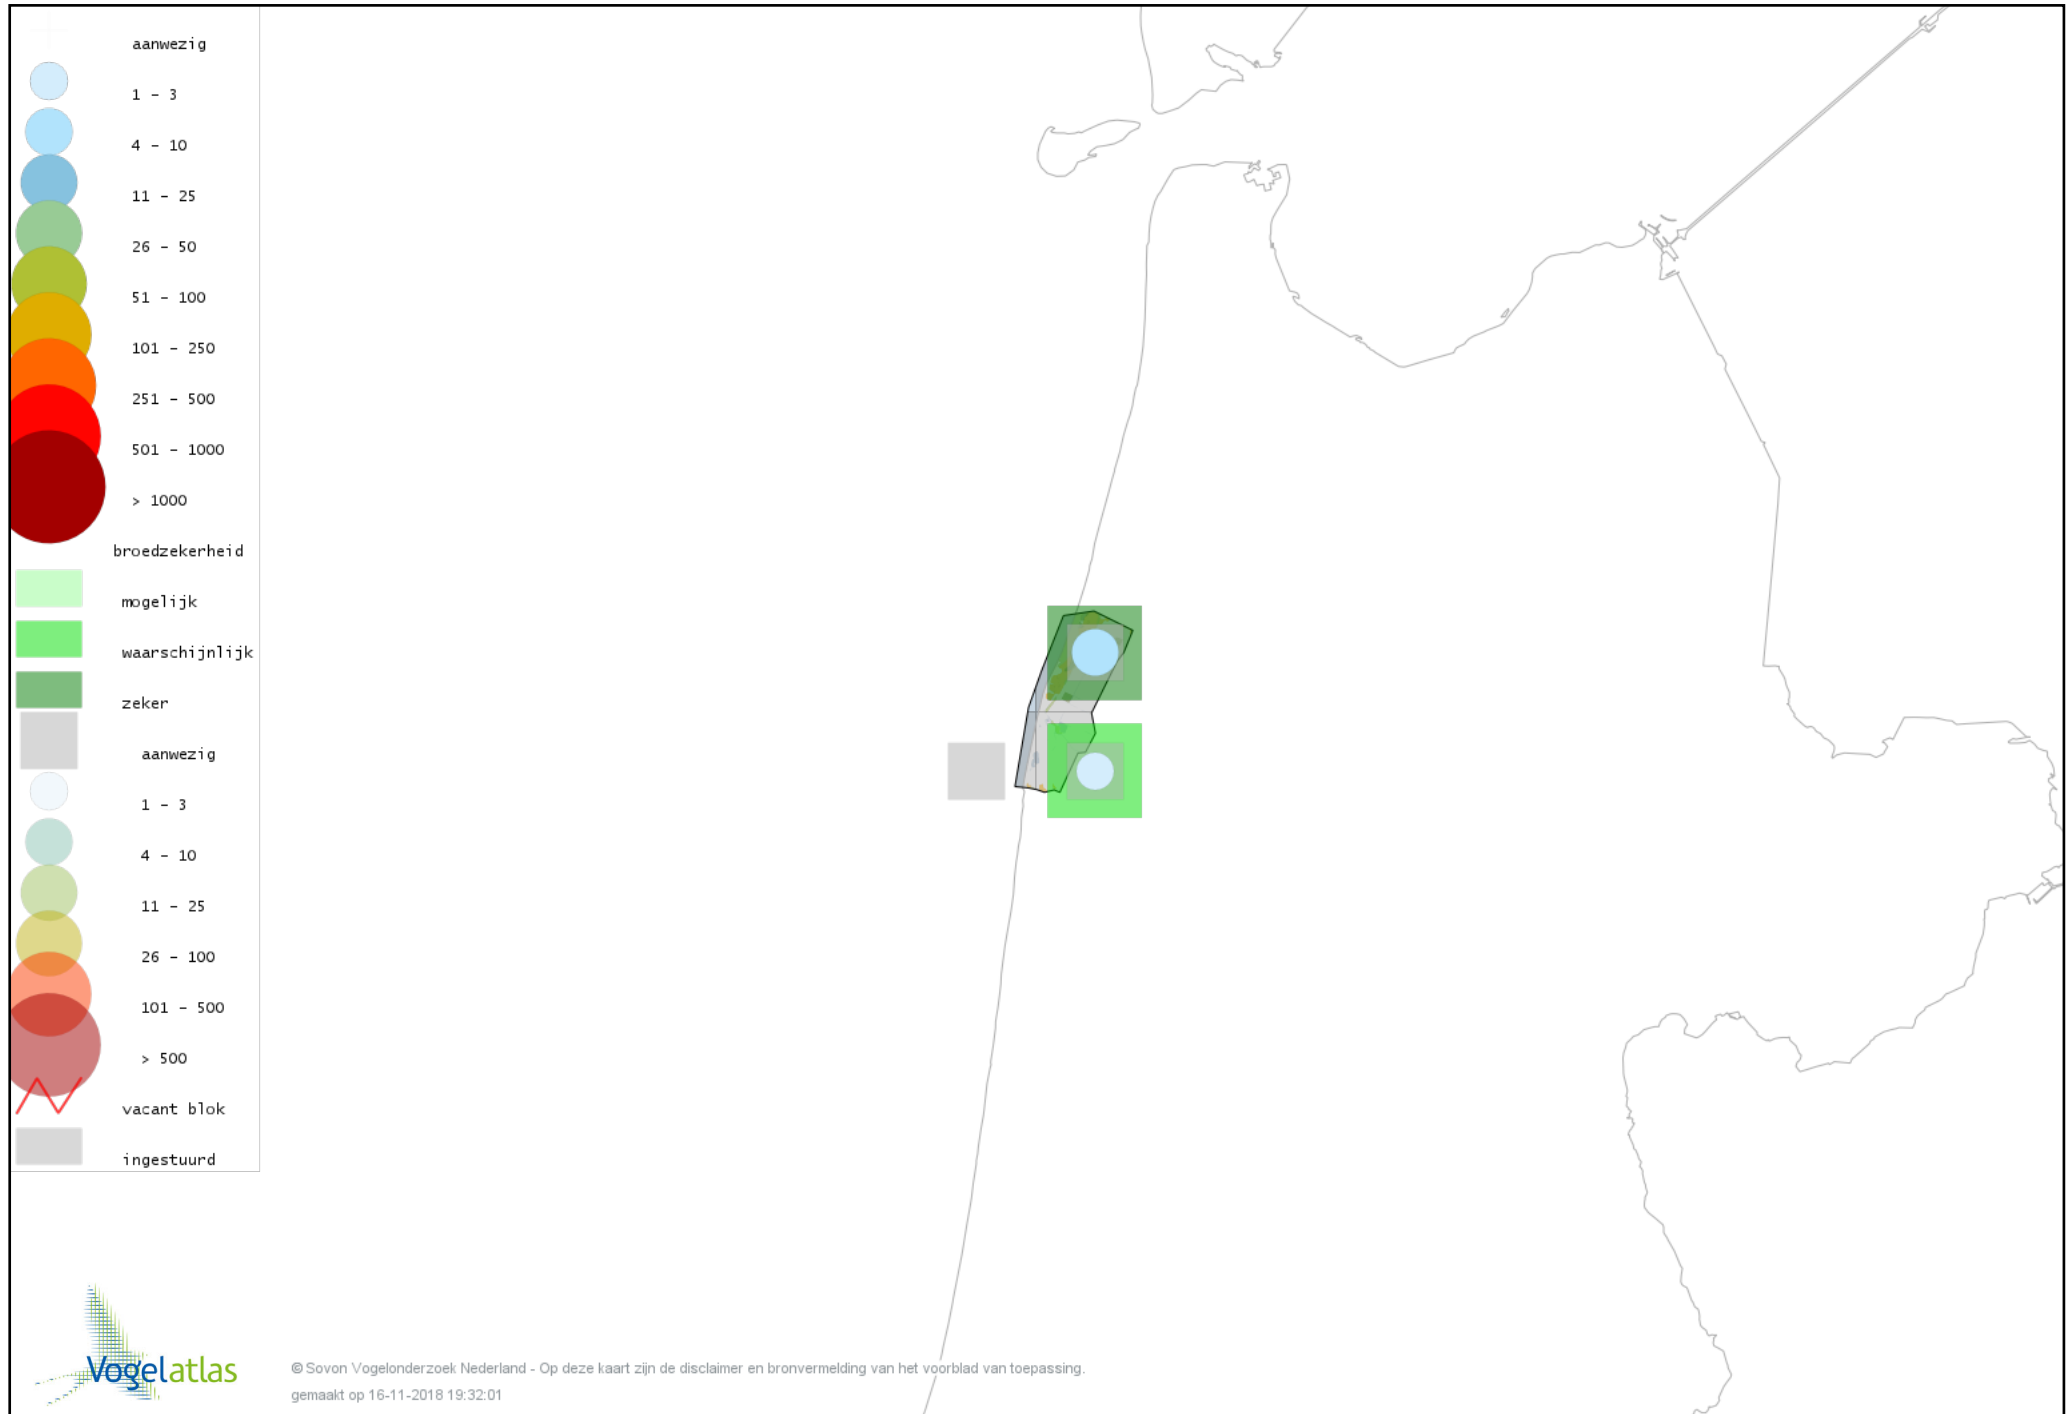 aanwezig
1 - 3
4 - 10
11 - 25
26 - 50
51 - 100
101 - 250
251 - 500
501 - 1000
> 1000
broedzekerheid
mogelijk
waarschijnlijk
zeker
aanwezig
1 - 3
4 - 10
11 - 25
26 - 100
101 - 500
> 500
vacant blok
ingestuurd
Vogelatlas
© Sovon Vogelonderzoek Nederland - Op deze kaart zijn de disclaimer en bronvermelding van het voorblad van toepassing.
gemaakt op 16-11-2018 19:32:01